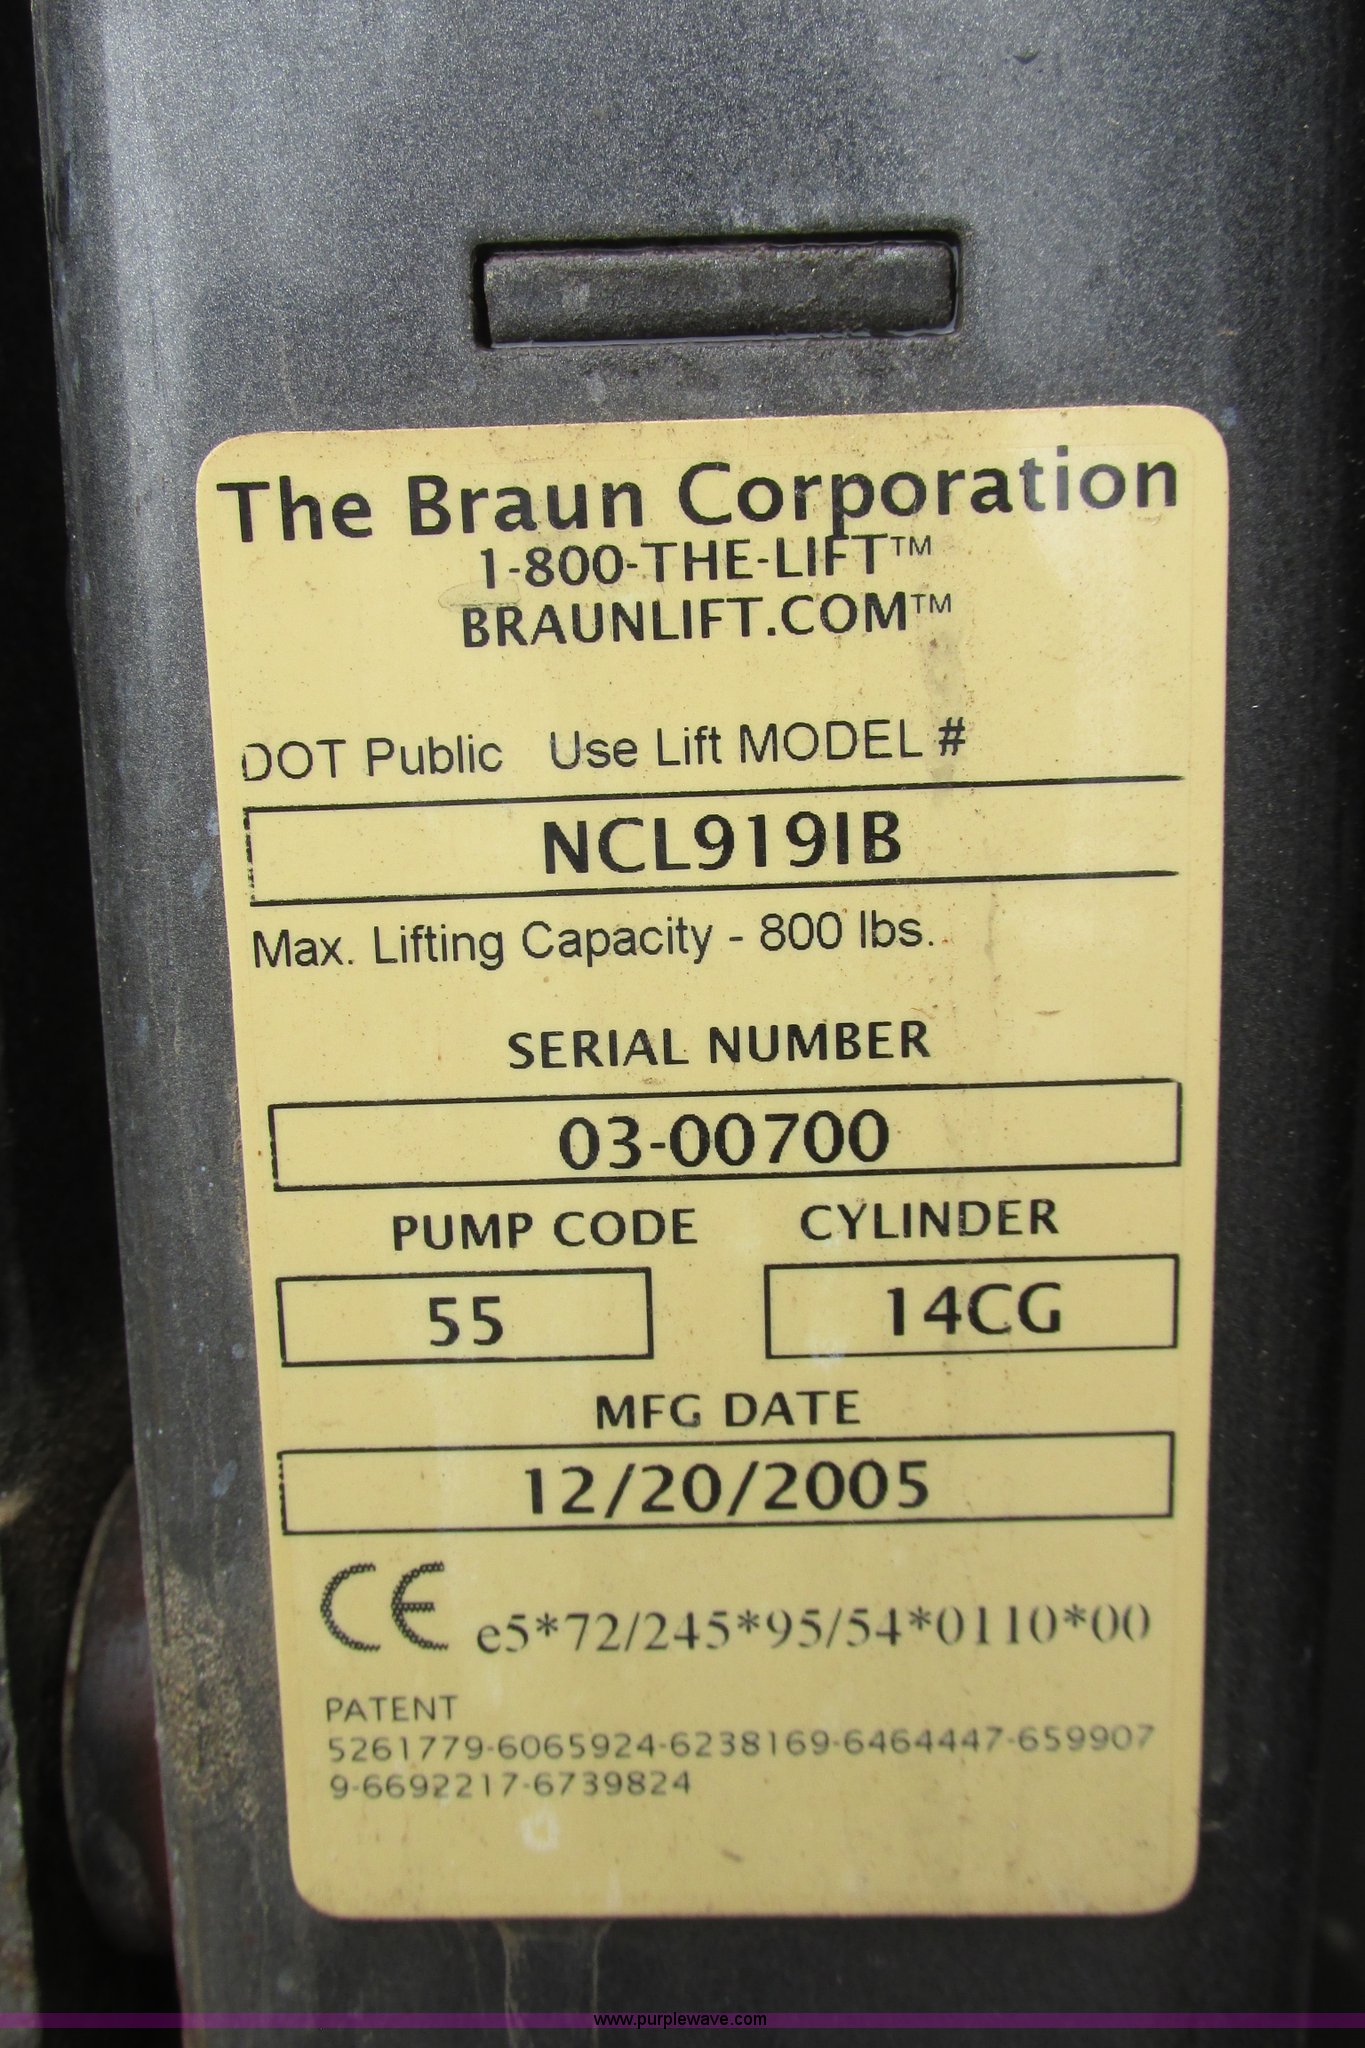 The Braun Corporation
1-800-THE-LIFT™
BRAUNLIFT.COM™
DOT Public Use Lift MODEL #
NCL919IB
Max. Lifting Capacity - 800 lbs.
SERIAL NUMBER
03-00700
PUMP CODE CYLINDER
55 14CG
MFG DATE
12/20/2005
CE e5*72/245*95/54*0110*00
PATENT
5261779-6065924-6238169-6464447-659907
9-6692217-6739824
www.purplewave.com